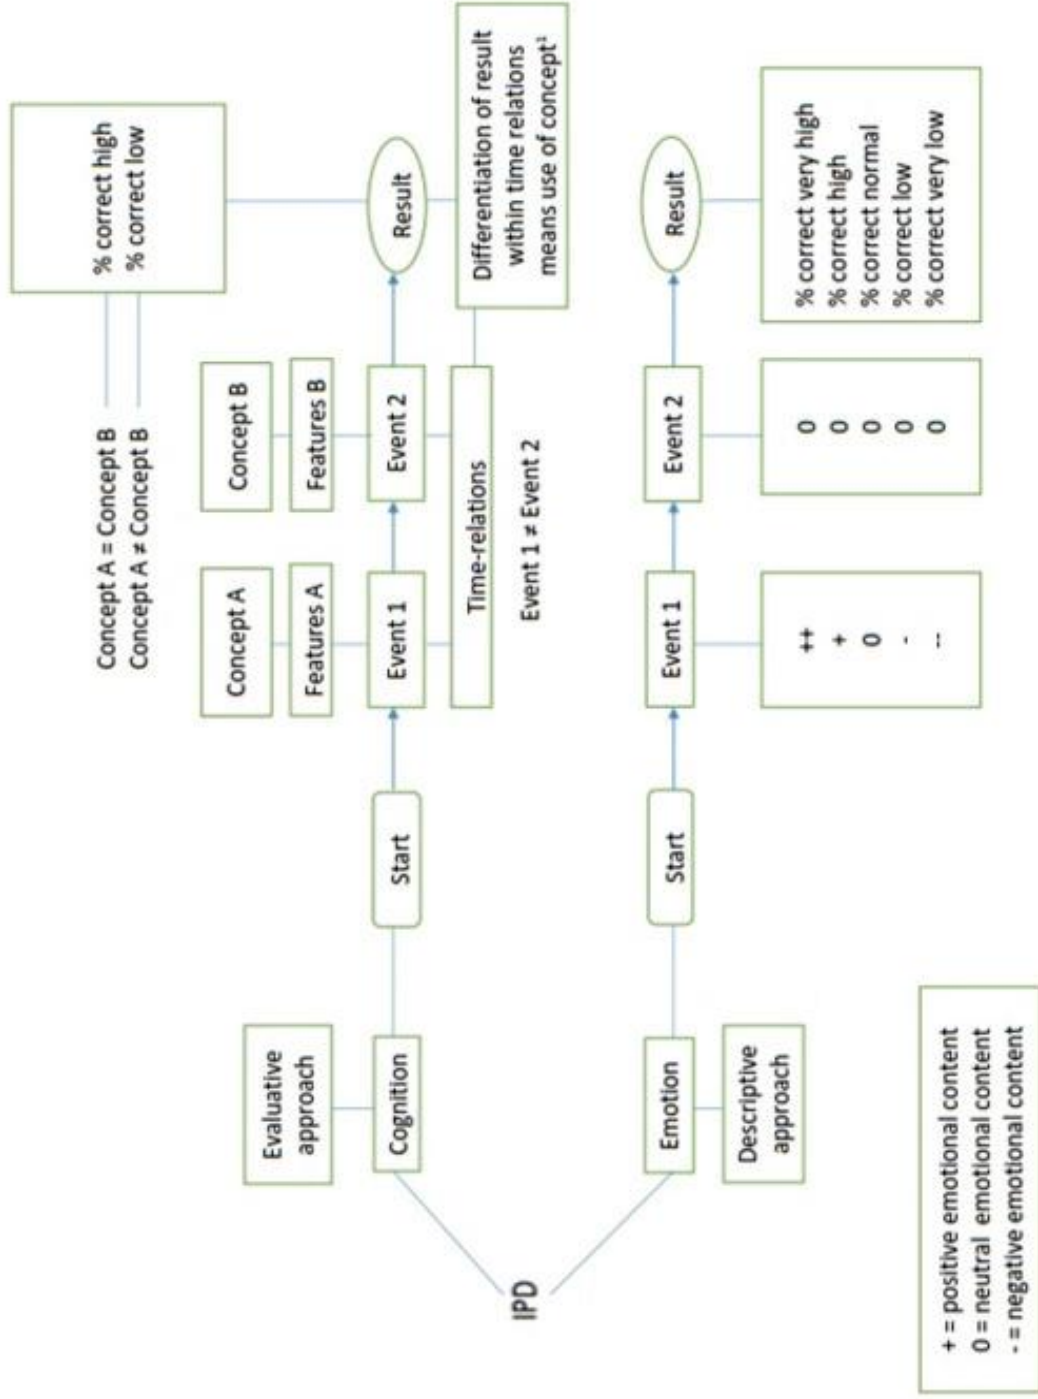 Concept A = Concept B
Concept A ≠ Concept B
% correct high
% correct low
Evaluative
approach
Cognition
Start
Concept A
Features A
Event 1
Concept B
Features B
Event 2
Result
Time-relations
Event 1 ≠ Event 2
Differentiation of result
within time relations
means use of concept¹
IPD
Emotion
Descriptive
approach
Start
Event 1
Event 2
Result
++
+
0
-
--
0
0
0
0
0
% correct very high
% correct high
% correct normal
% correct low
% correct very low
+ = positive emotional content
0 = neutral emotional content
- = negative emotional content